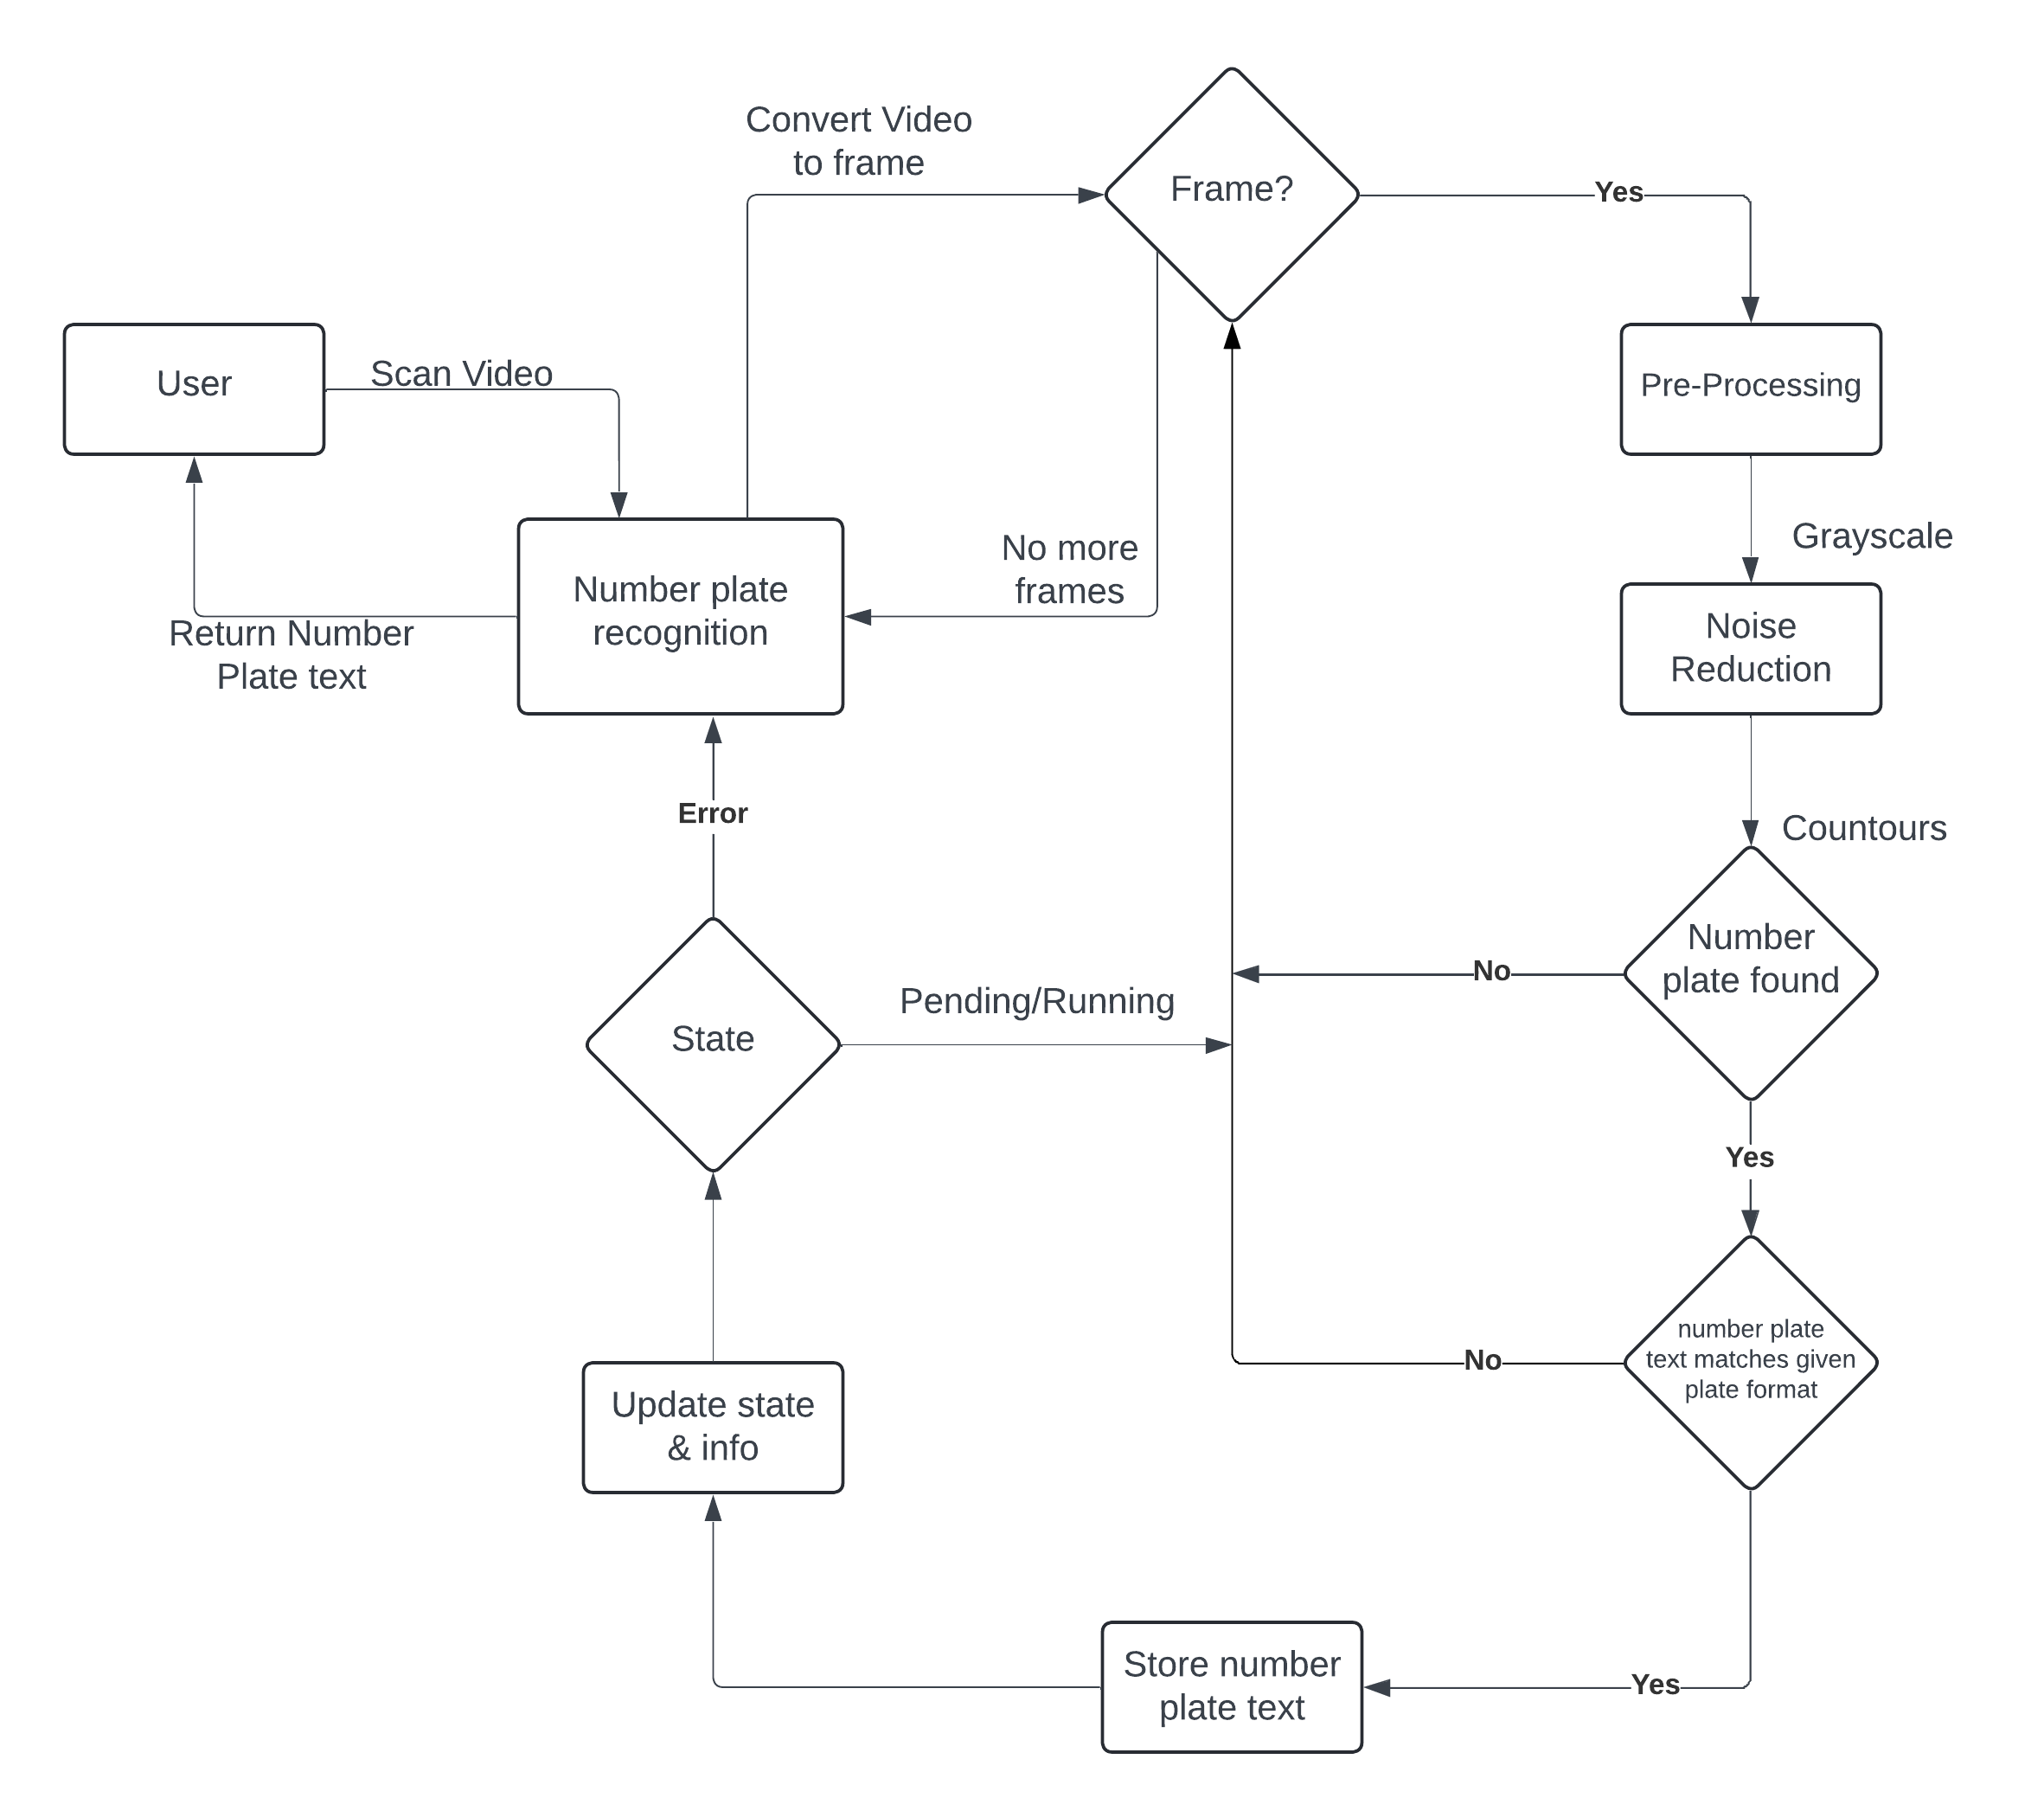 Convert Video
to frame
Frame?
Yes
User
Scan Video
Pre-Processing
Number plate
recognition
No more
frames
Grayscale
Return Number
Plate text
Noise
Reduction
Error
Countours
Number
plate found
No
State
Pending/Running
Yes
number plate
text matches given
plate format
No
Update state
& info
Store number
plate text
Yes